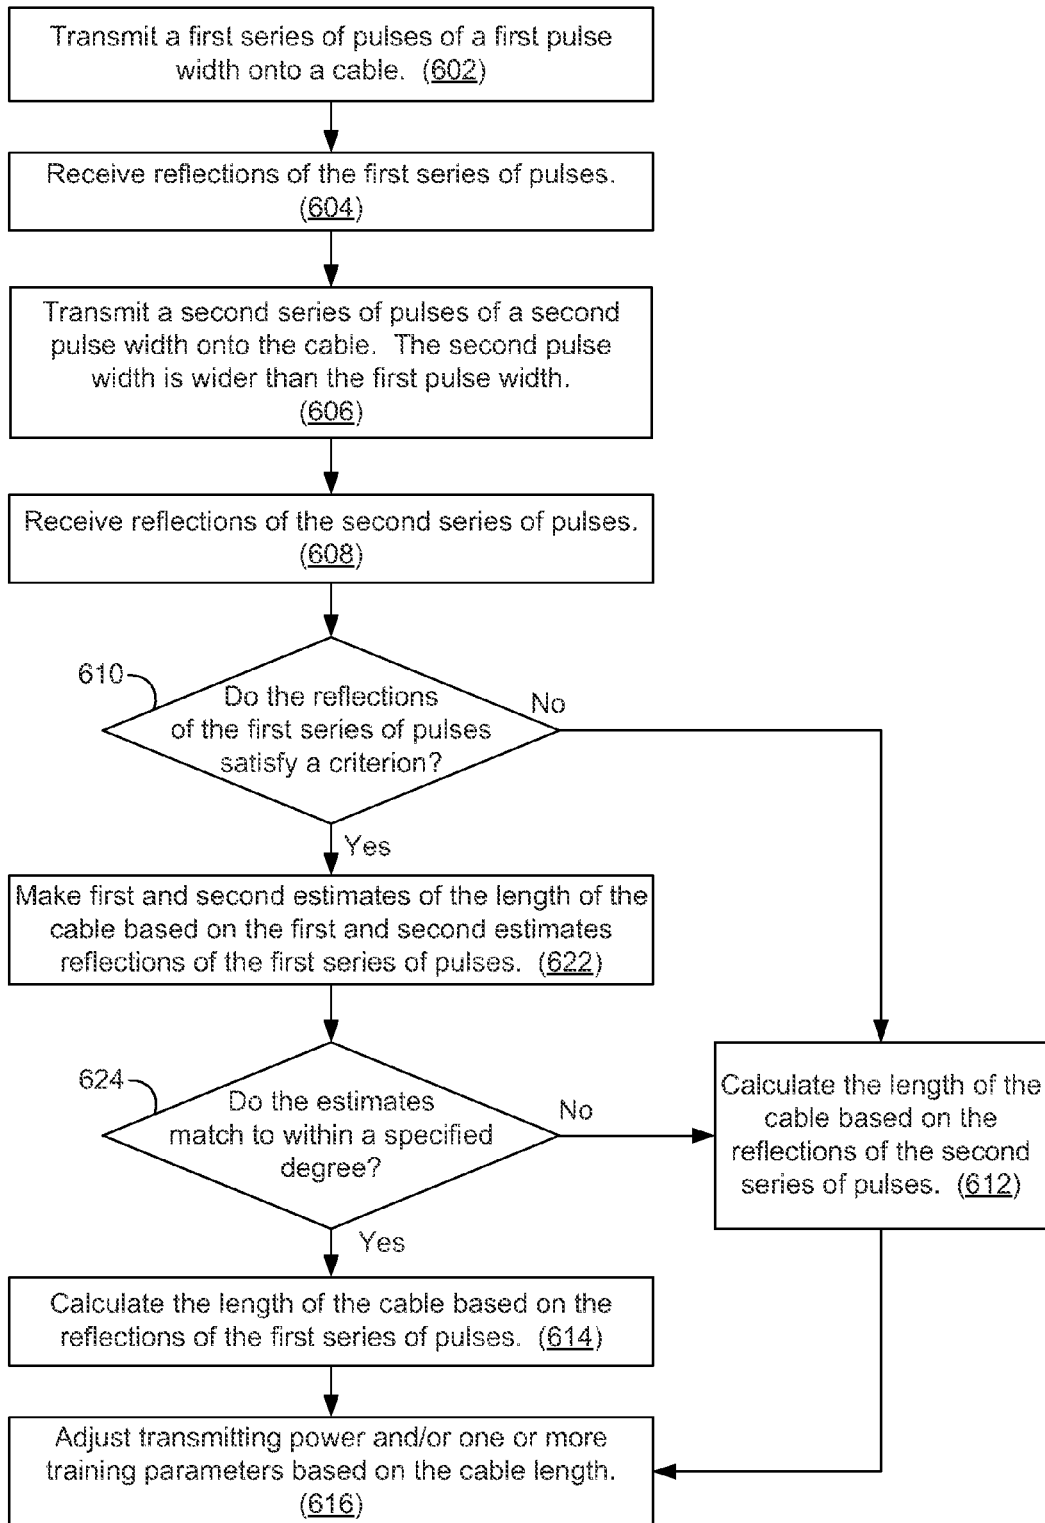 Transmit a first series of pulses of a first pulse
width onto a cable. (602)
Receive reflections of the first series of pulses.
(604)
Transmit a second series of pulses of a second
pulse width onto the cable. The second pulse
width is wider than the first pulse width.
(606)
Receive reflections of the second series of pulses.
(608)
610
Do the reflections
of the first series of pulses
satisfy a criterion?
No
Yes
Make first and second estimates of the length of the
cable based on the first and second estimates
reflections of the first series of pulses. (622)
624
Do the estimates
match to within a specified
degree?
No
Yes
Calculate the length of the
cable based on the
reflections of the second
series of pulses. (612)
Calculate the length of the cable based on the
reflections of the first series of pulses. (614)
Adjust transmitting power and/or one or more
training parameters based on the cable length.
(616)